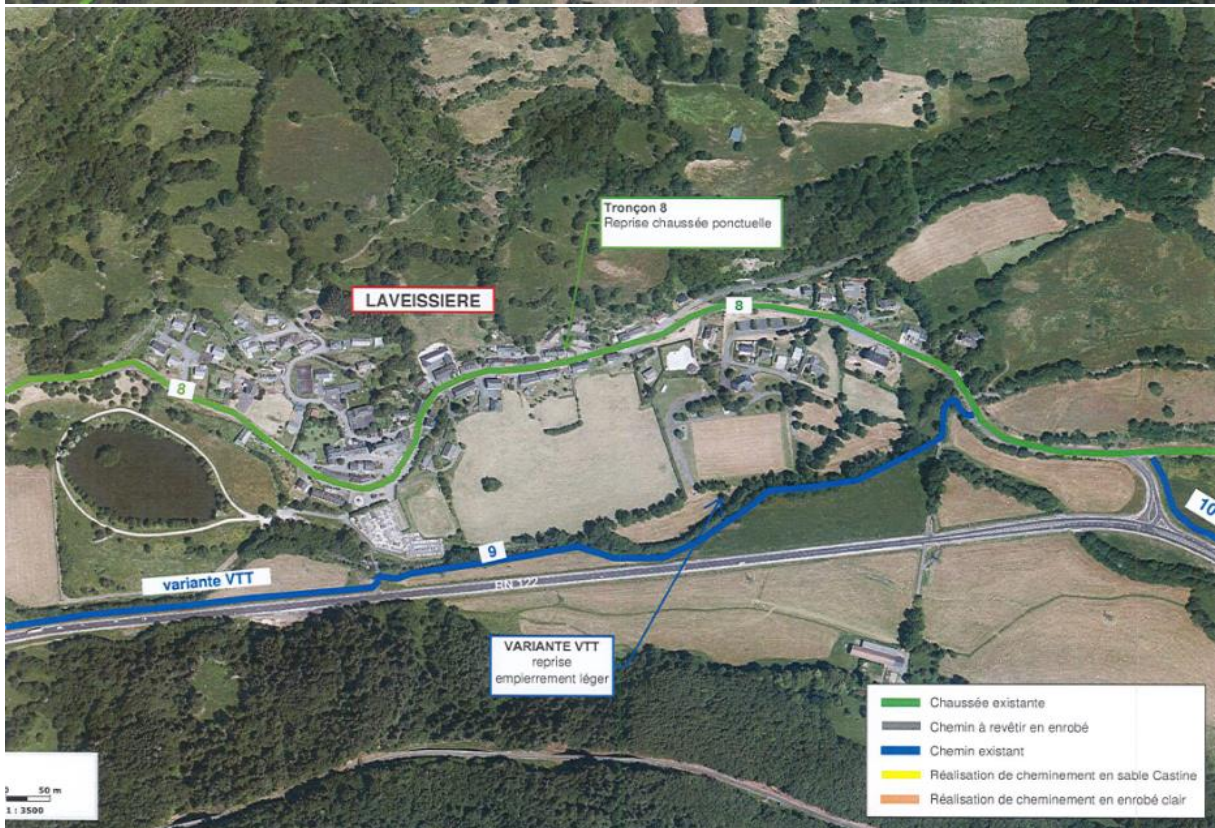 Tronçon 8
Reprise chaussée ponctuelle
LAVEISSIERE
8
8
9
10
variante VTT
RN 122
VARIANTE VTT
reprise
empierrement léger
Chaussée existante
Chemin à revêtir en enrobé
Chemin existant
Réalisation de cheminement en sable Castine
Réalisation de cheminement en enrobé clair
50 m
1 : 3500